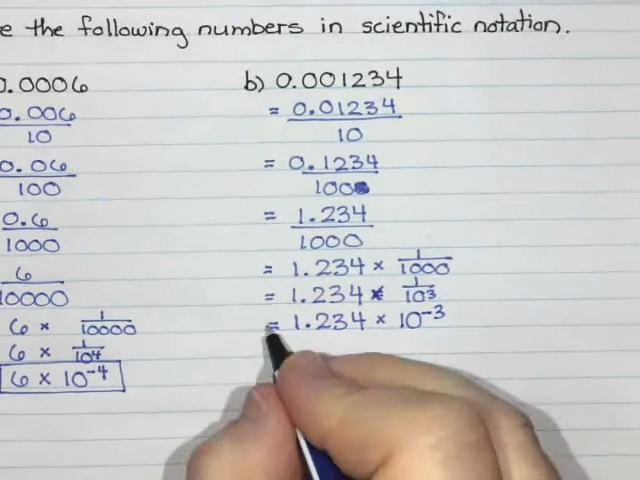 e the following numbers in scientific notation.
0.0006
0.006
10
0.06
100
0.6
1000
6
10000
6 × 1
10000
6 × 1
10⁴
6 × 10⁻⁴
b) 0.001234
= 0.01234
10
= 0.1234
100
= 1.234
1000
= 1.234 × 1
1000
= 1.234 × 1
10³
= 1.234 × 10⁻³